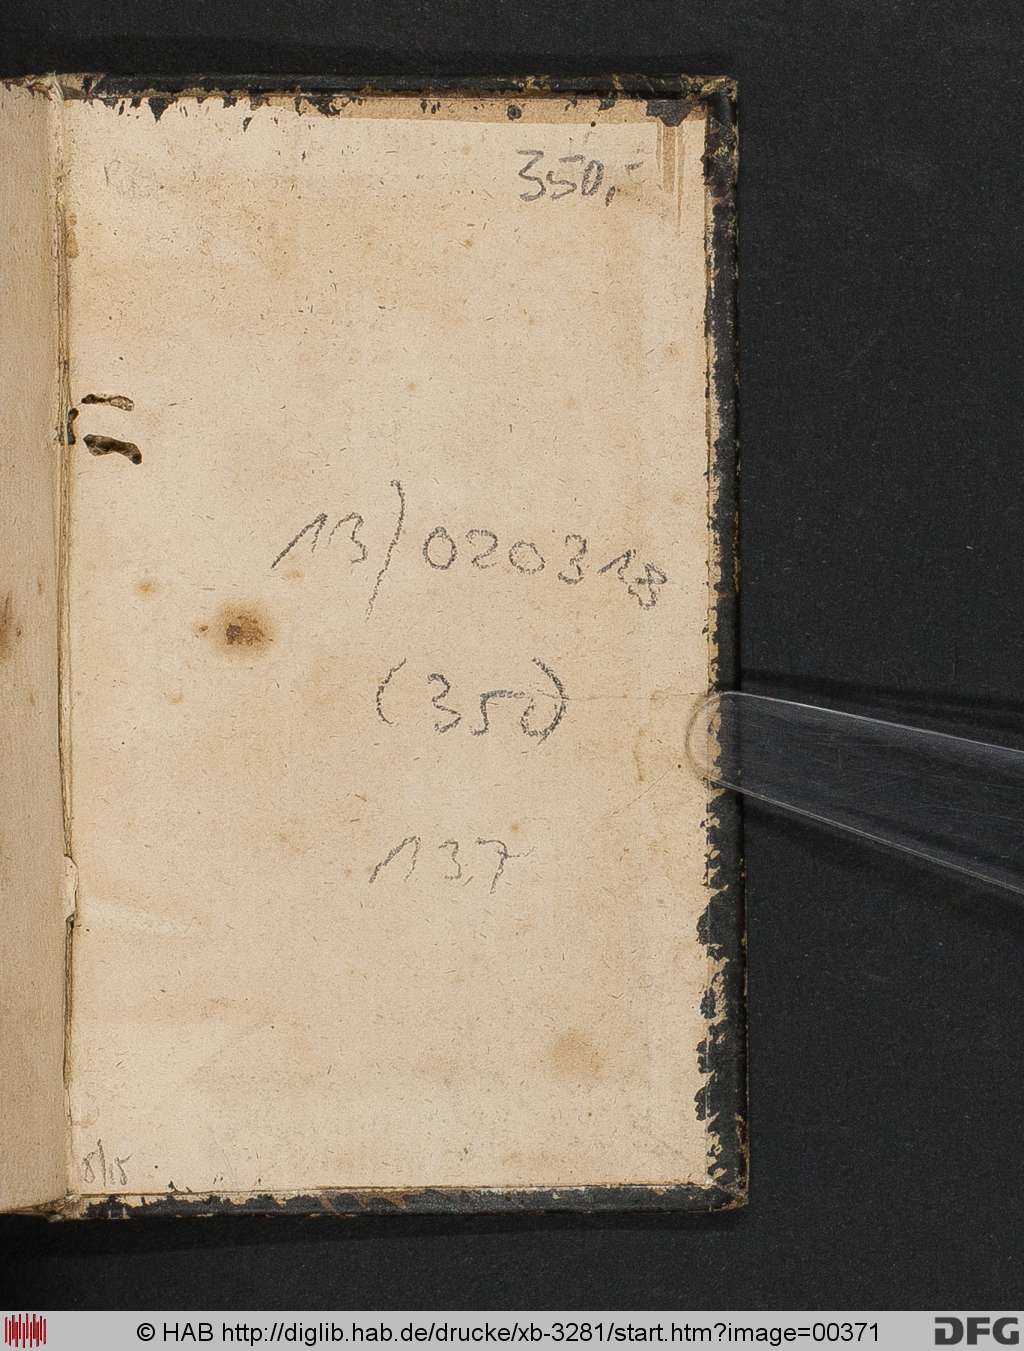 350,-
13/020318
(350)
137
8/15
© HAB http://diglib.hab.de/drucke/xb-3281/start.htm?image=00371
DFG